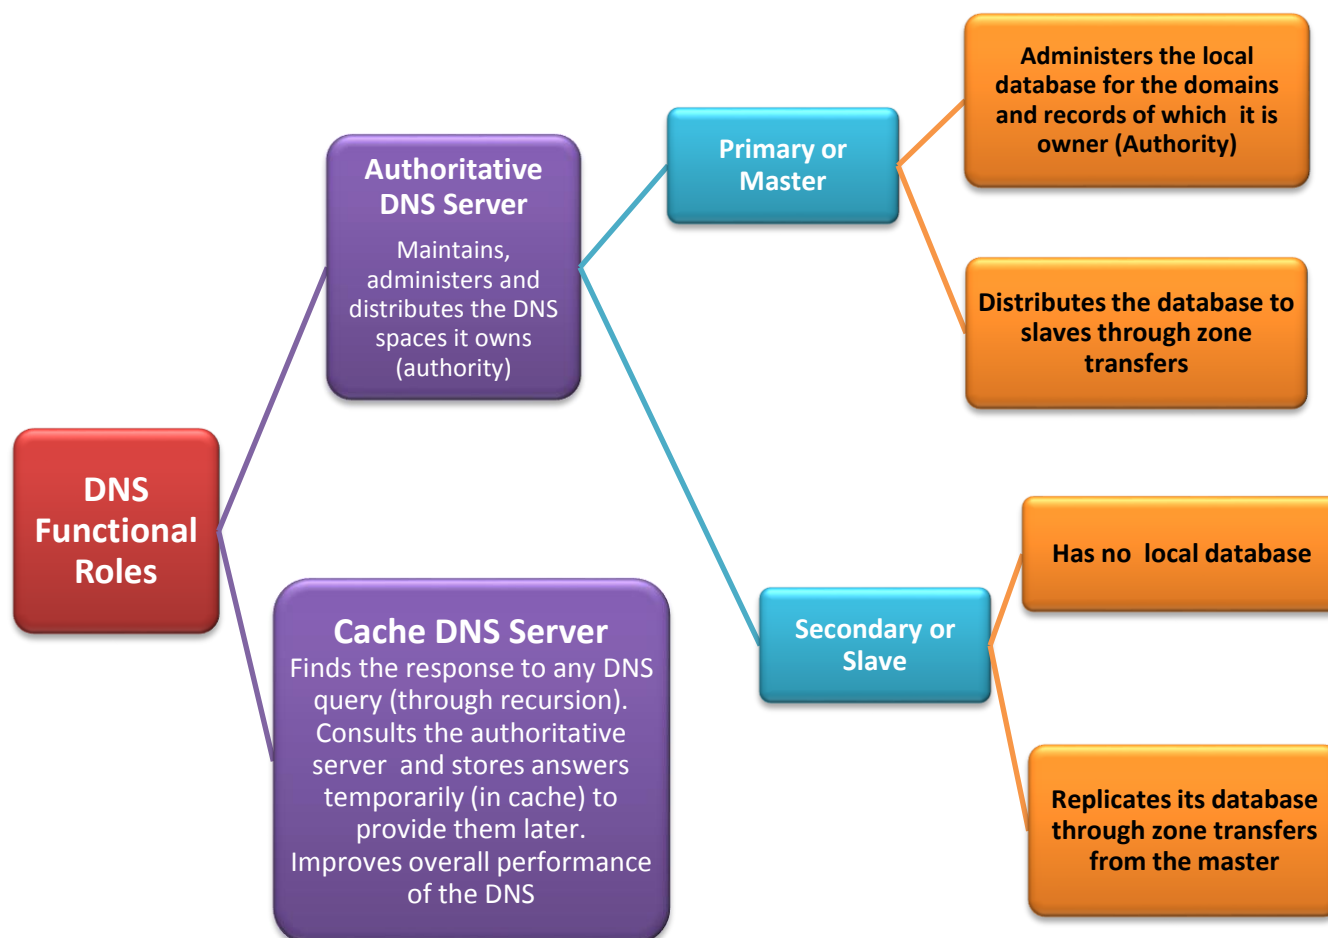 DNS
Functional
Roles
Authoritative
DNS Server
Maintains,
administers and
distributes the DNS
spaces it owns
(authority)
Cache DNS Server
Finds the response to any DNS
query (through recursion).
Consults the authoritative
server and stores answers
temporarily (in cache) to
provide them later.
Improves overall performance
of the DNS
Primary or
Master
Administers the local
database for the domains
and records of which it is
owner (Authority)
Distributes the database to
slaves through zone
transfers
Secondary or
Slave
Has no local database
Replicates its database
through zone transfers
from the master